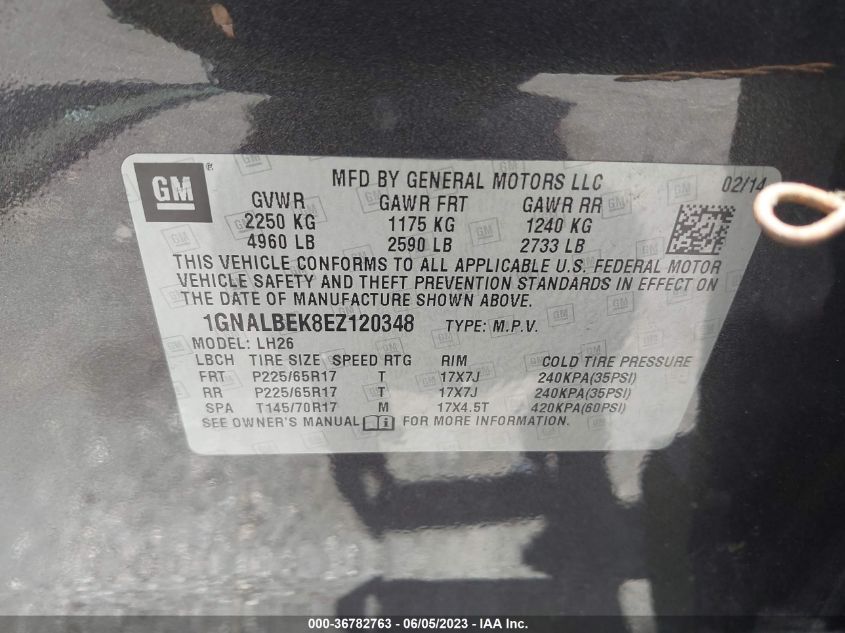 GM ®
MFD BY GENERAL MOTORS LLC 02/14
GVWR GAWR FRT GAWR RR
2250 KG 1175 KG 1240 KG
4960 LB 2590 LB 2733 LB
THIS VEHICLE CONFORMS TO ALL APPLICABLE U.S. FEDERAL MOTOR
VEHICLE SAFETY AND THEFT PREVENTION STANDARDS IN EFFECT ON
THE DATE OF MANUFACTURE SHOWN ABOVE.
1GNALBEK8EZ120348 TYPE: M.P.V.
MODEL: LH26
LBCH TIRE SIZE SPEED RTG RIM COLD TIRE PRESSURE
FRT P225/65R17 T 17X7J 240KPA(35PSI)
RR P225/65R17 T 17X7J 240KPA(35PSI)
SPA T145/70R17 M 17X4.5T 420KPA(60PSI)
SEE OWNER'S MANUAL FOR MORE INFORMATION.
000-36782763 - 06/05/2023 - IAA Inc.